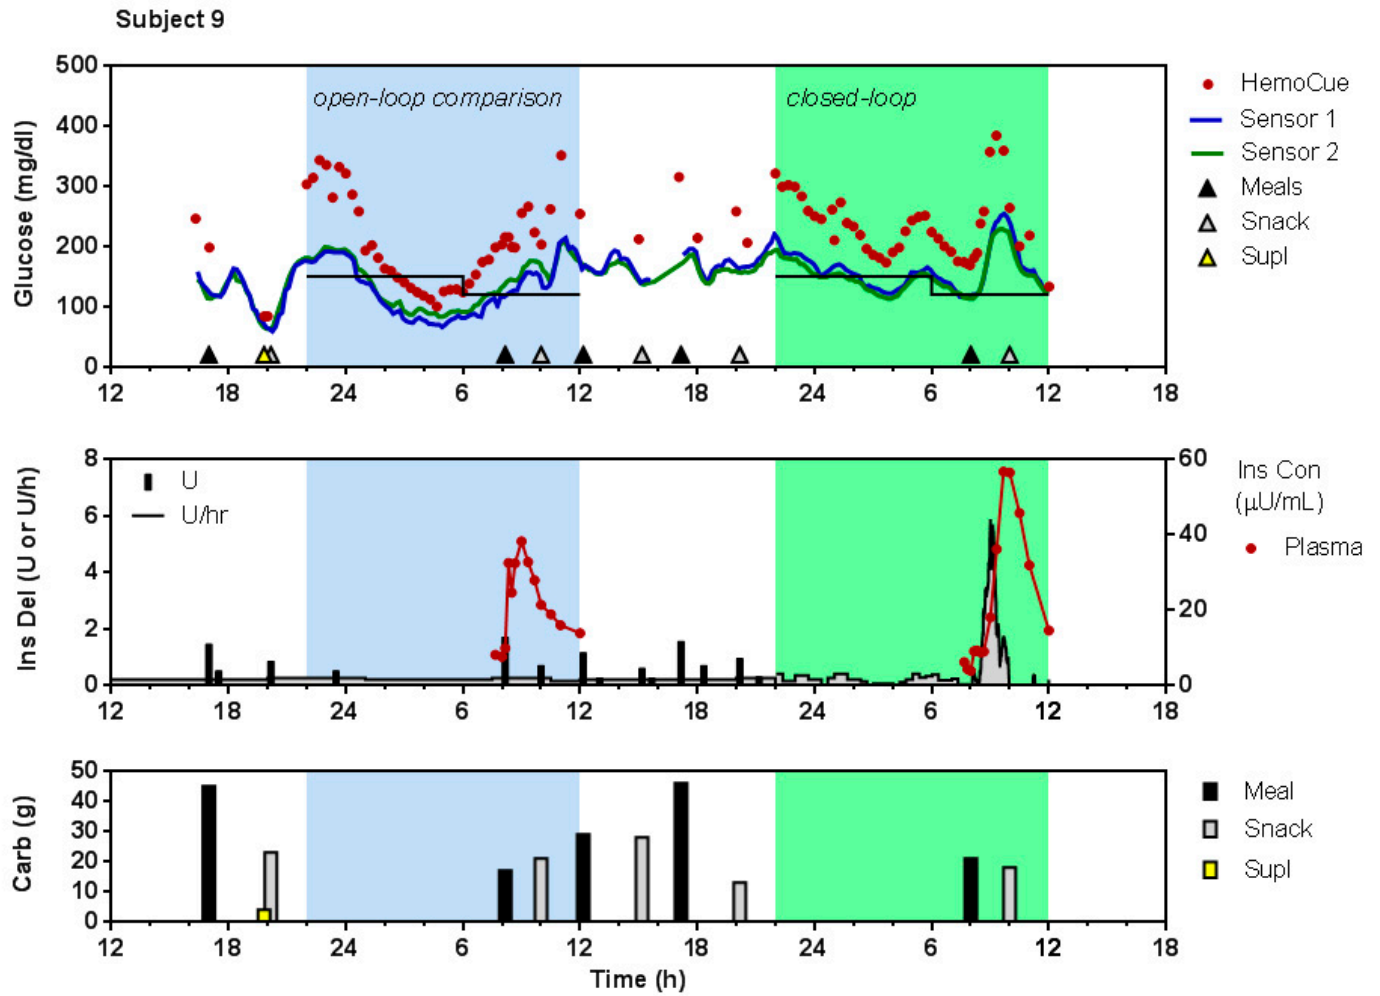 Subject 9
500
400
300
200
100
0
Glucose (mg/dl)
open-loop comparison
closed-loop
HemoCue
Sensor 1
Sensor 2
Meals
Snack
Supl
12 18 24 6 12 18 24 6 12 18
8
6
4
2
0
Ins Del (U or U/h)
U
U/hr
60
40
20
0
Ins Con
(µU/mL)
Plasma
12 18 24 6 12 18 24 6 12 18
50
40
30
20
10
0
Carb (g)
Meal
Snack
Supl
12 18 24 6 12 18 24 6 12 18
Time (h)